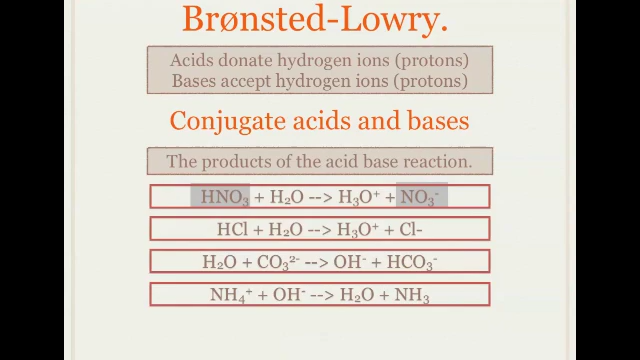 Brønsted-Lowry.
Acids donate hydrogen ions (protons)
Bases accept hydrogen ions (protons)
Conjugate acids and bases
The products of the acid base reaction.
HNO₃ + H₂O --> H₃O⁺ + NO₃⁻
HCl + H₂O --> H₃O⁺ + Cl-
H₂O + CO₃²⁻ --> OH⁻ + HCO₃⁻
NH₄⁺ + OH⁻ --> H₂O + NH₃